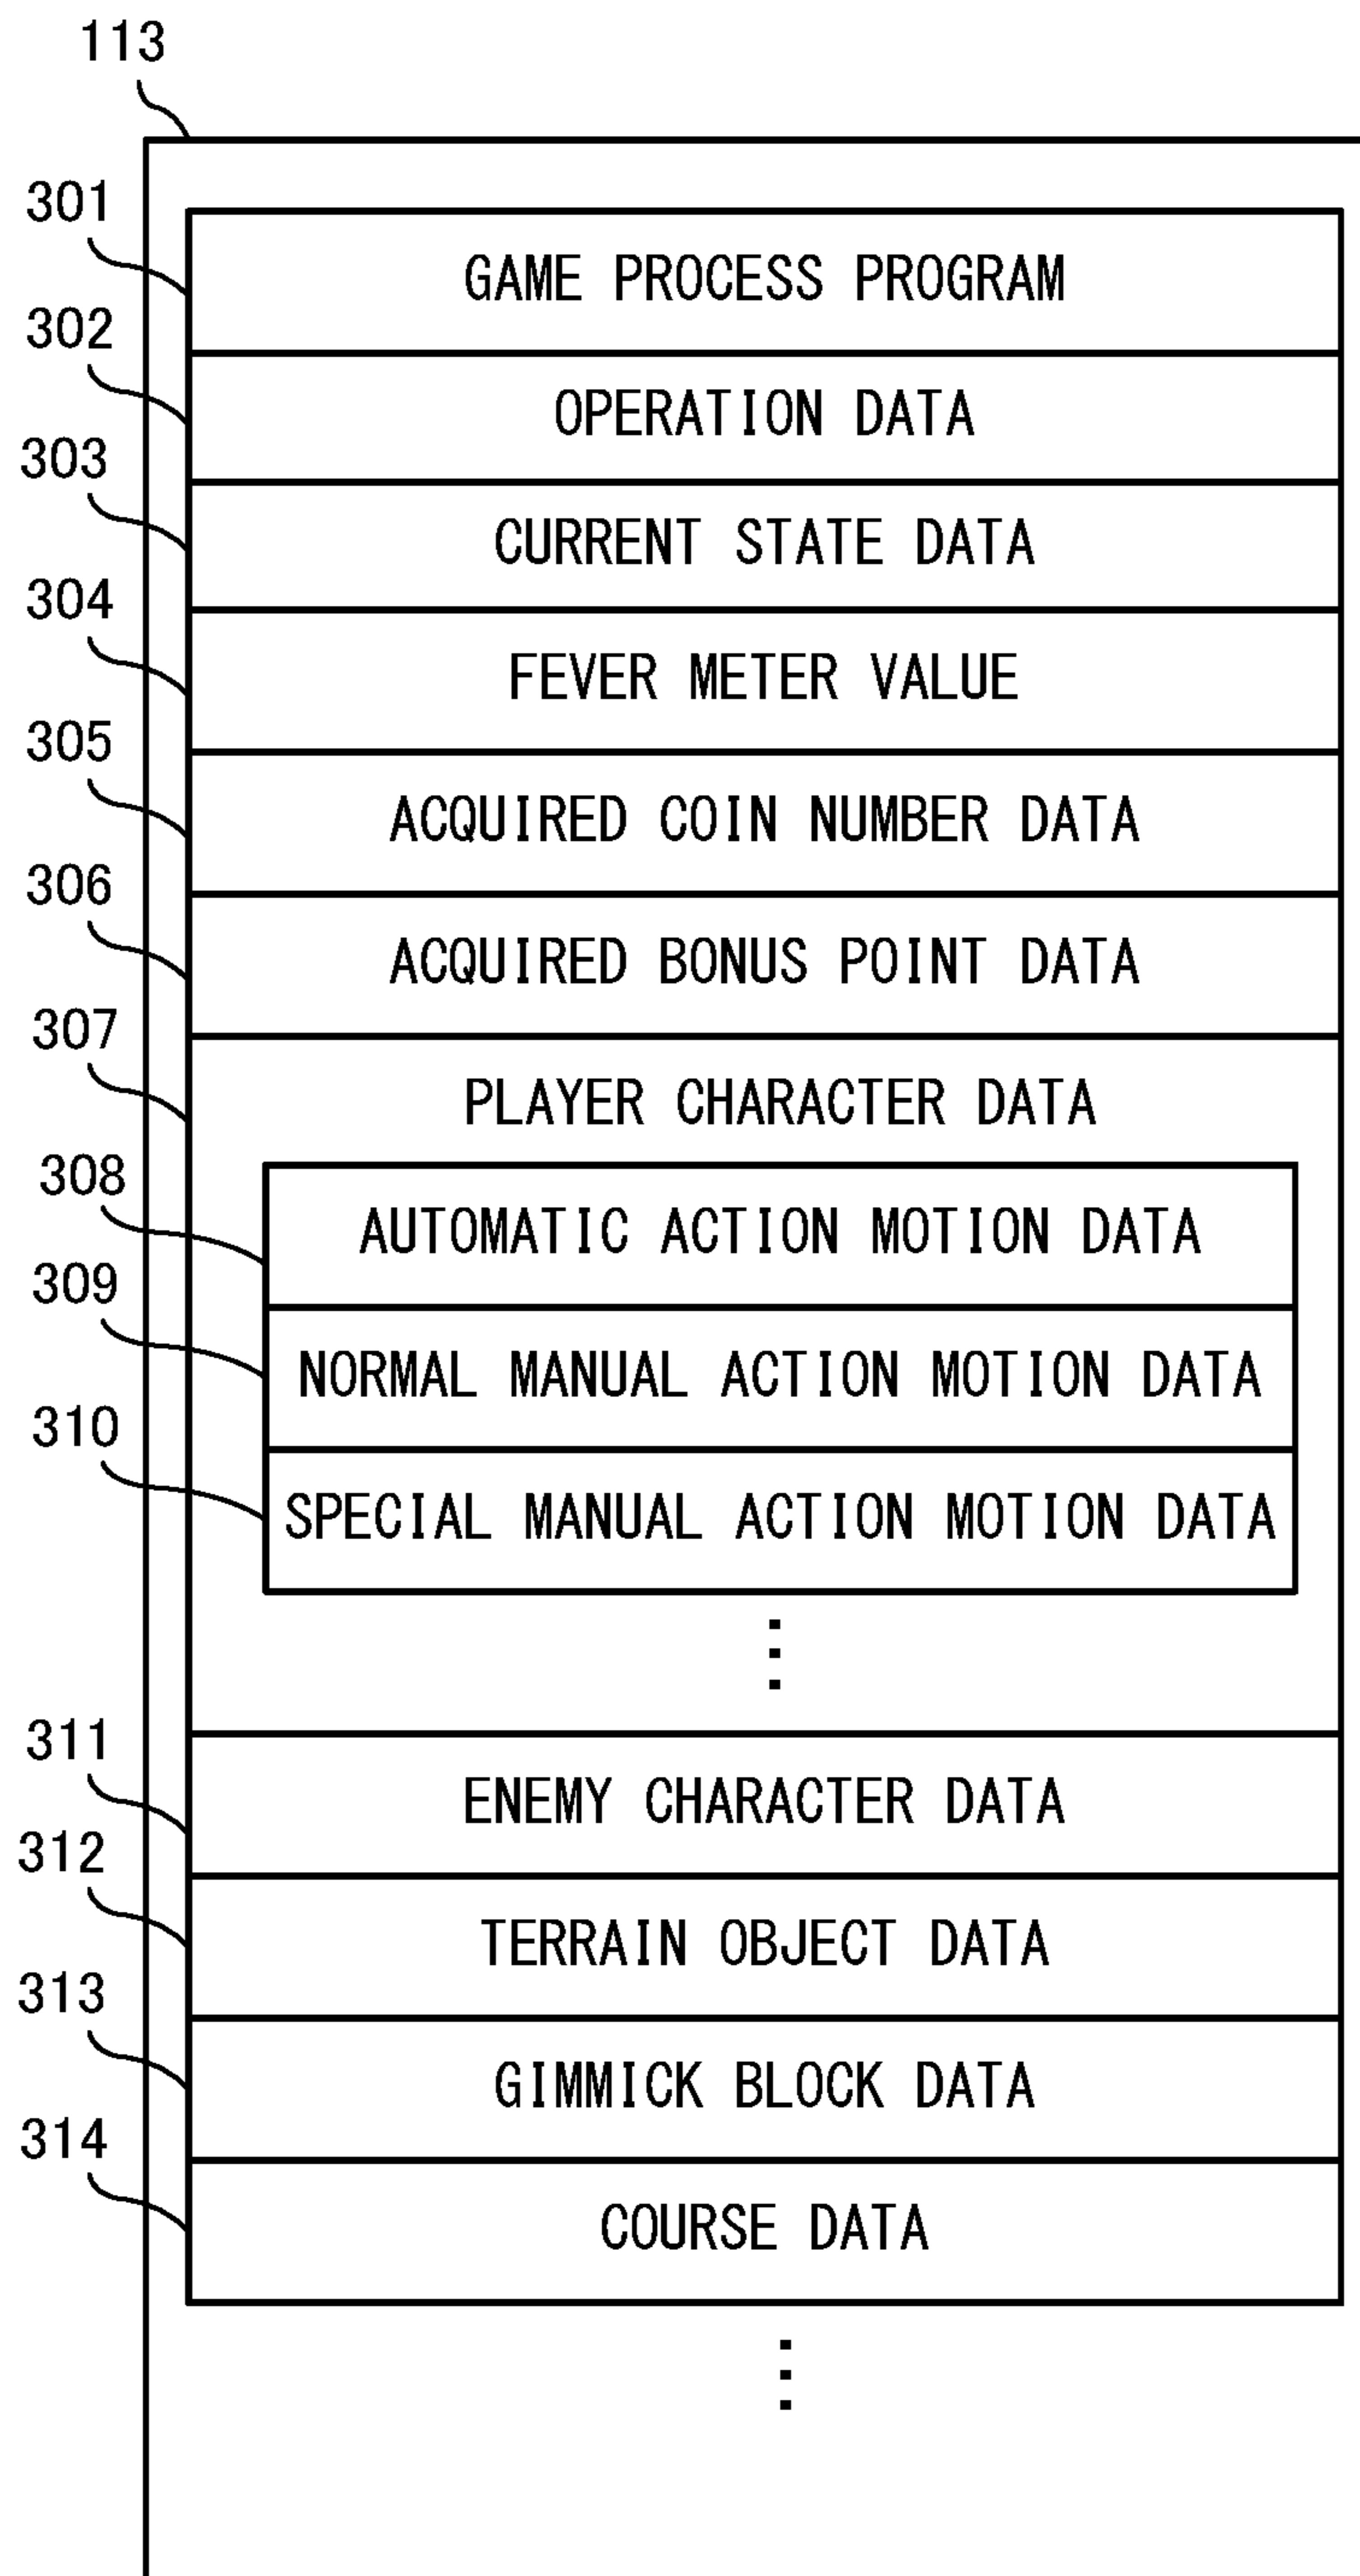 113
301
GAME PROCESS PROGRAM
302
OPERATION DATA
303
CURRENT STATE DATA
304
FEVER METER VALUE
305
ACQUIRED COIN NUMBER DATA
306
ACQUIRED BONUS POINT DATA
307
PLAYER CHARACTER DATA
308
AUTOMATIC ACTION MOTION DATA
309
NORMAL MANUAL ACTION MOTION DATA
310
SPECIAL MANUAL ACTION MOTION DATA
311
ENEMY CHARACTER DATA
312
TERRAIN OBJECT DATA
313
GIMMICK BLOCK DATA
314
COURSE DATA